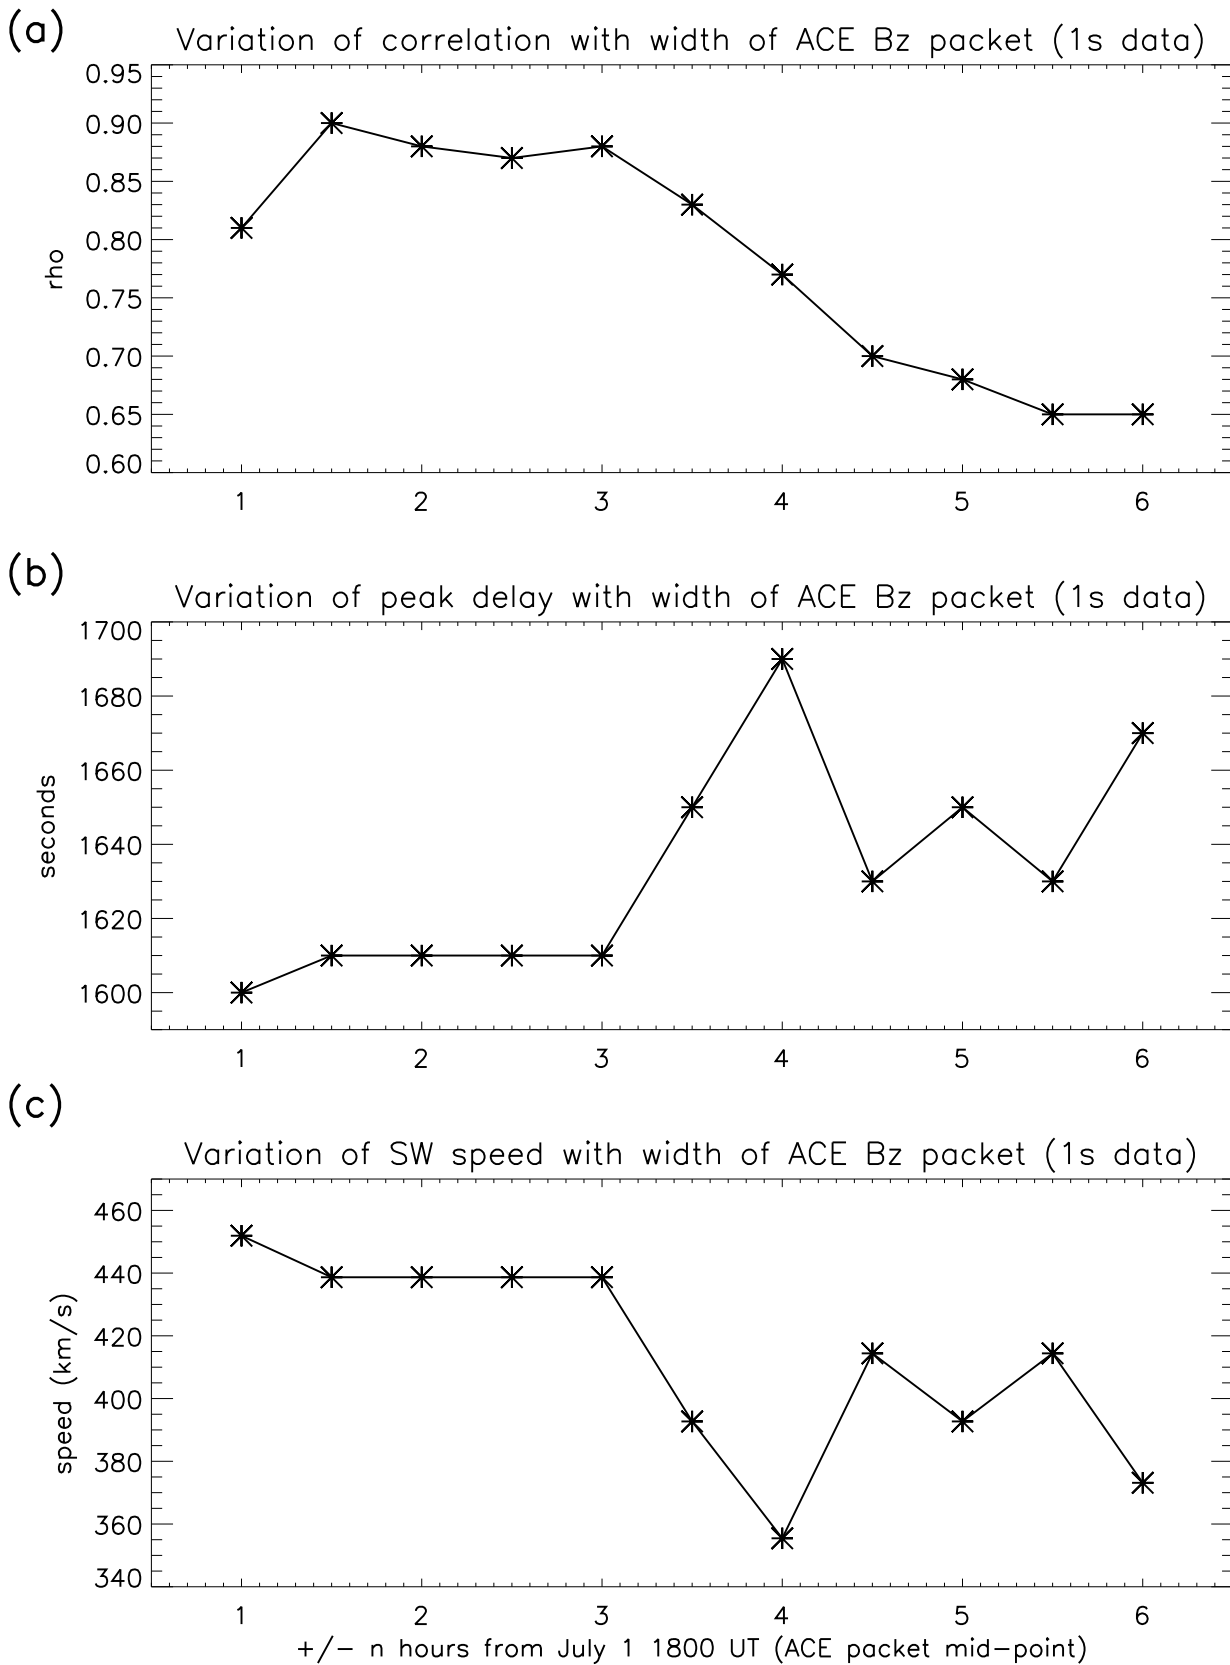 (a)
Variation of correlation with width of ACE Bz packet (1s data)
0.95
0.90
0.85
0.80
0.75
0.70
0.65
0.60
rho
1 2 3 4 5 6
(b)
Variation of peak delay with width of ACE Bz packet (1s data)
1700
1680
1660
1640
1620
1600
seconds
1 2 3 4 5 6
(c)
Variation of SW speed with width of ACE Bz packet (1s data)
460
440
420
400
380
360
340
speed (km/s)
1 2 3 4 5 6
+/− n hours from July 1 1800 UT (ACE packet mid−point)